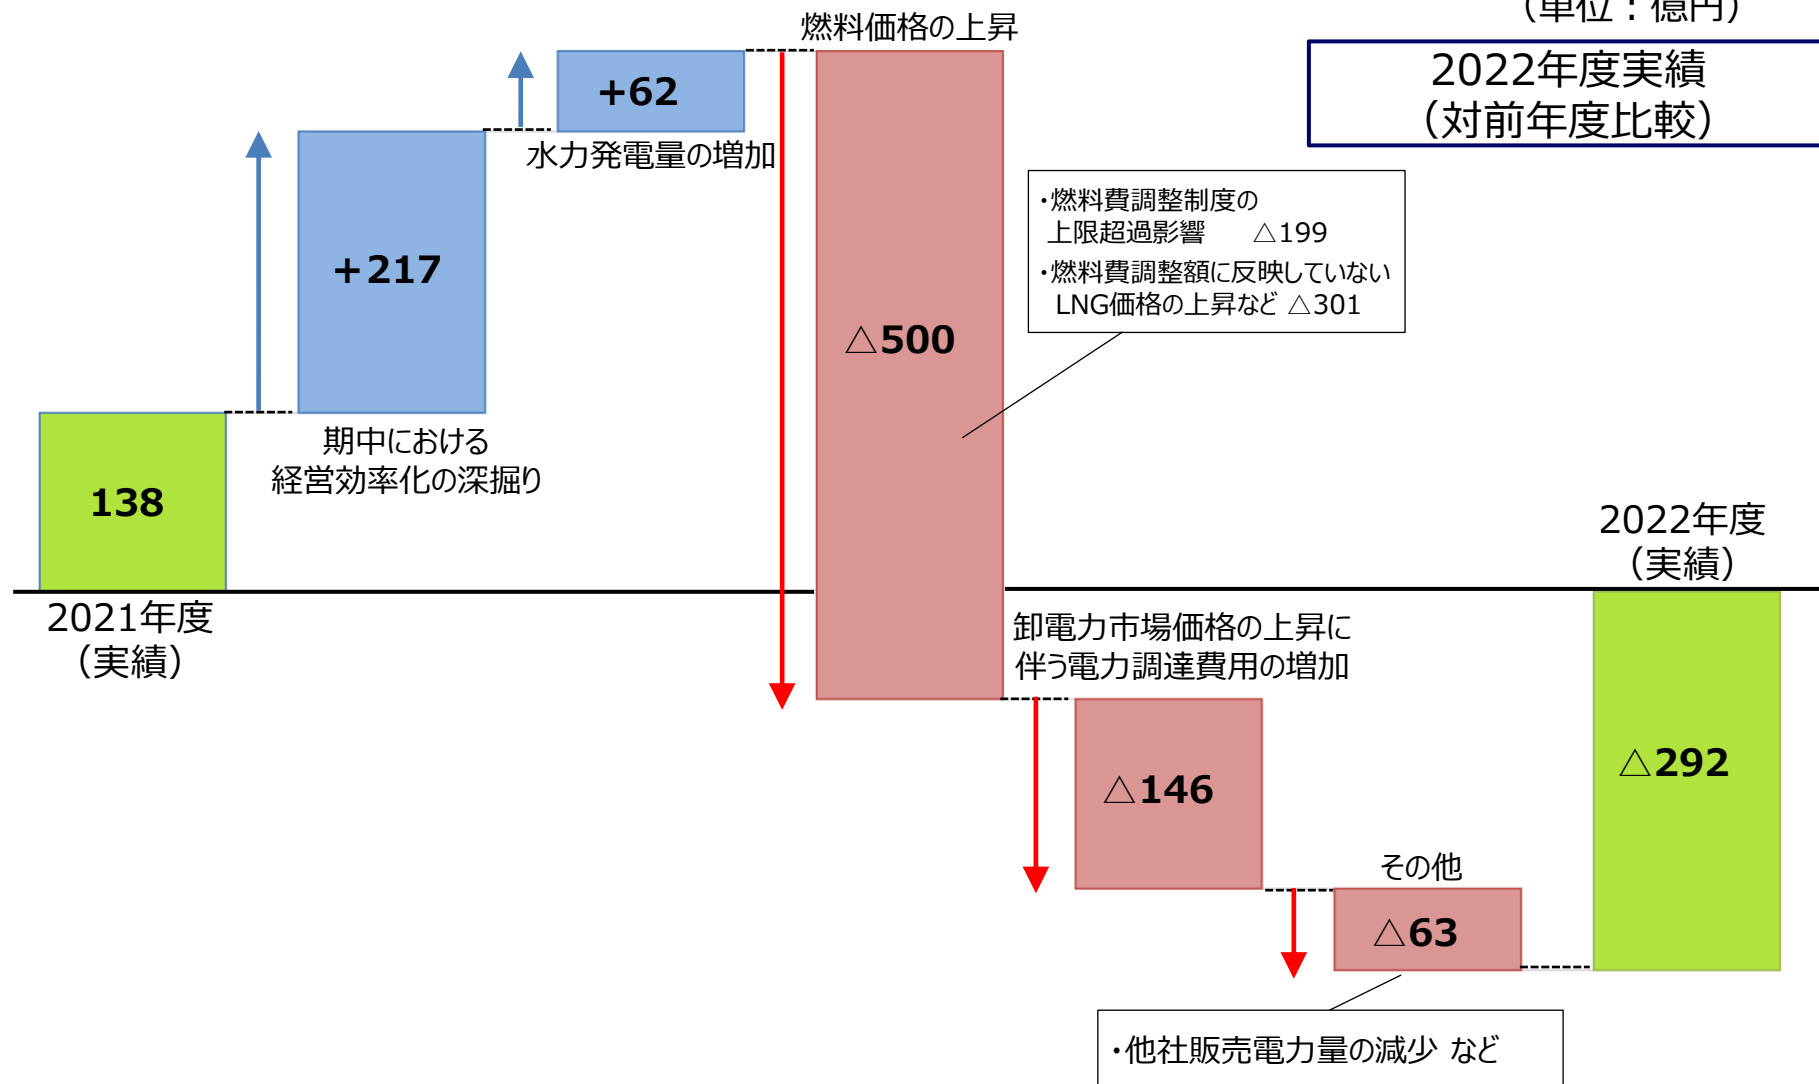 (単位：億円)
2022年度実績
(対前年度比較)
燃料価格の上昇
+62
水力発電量の増加
+217
期中における
経営効率化の深掘り
138
2021年度
(実績)
△500
・燃料費調整制度の
上限超過影響 △199
・燃料費調整額に反映していない
LNG価格の上昇など △301
卸電力市場価格の上昇に
伴う電力調達費用の増加
△146
その他
△63
・他社販売電力量の減少 など
2022年度
(実績)
△292